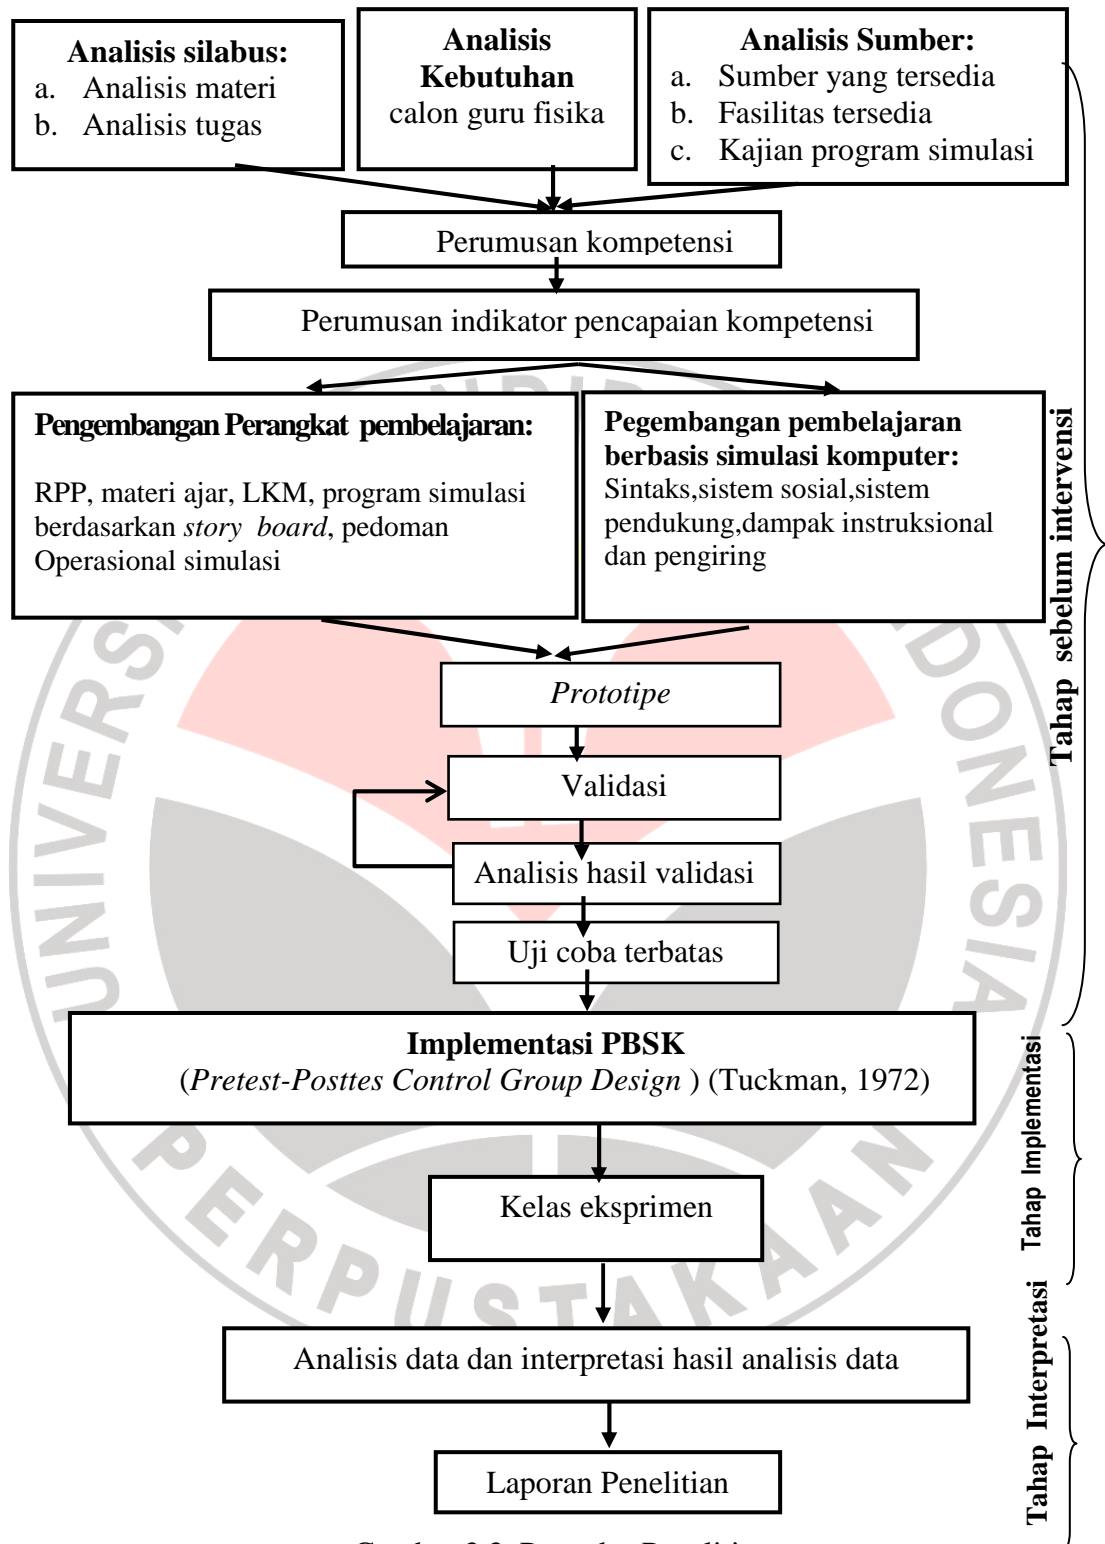 Analisis silabus:
a. Analisis materi
b. Analisis tugas
Analisis
Kebutuhan
calon guru fisika
Analisis Sumber:
a. Sumber yang tersedia
b. Fasilitas tersedia
c. Kajian program simulasi
Perumusan kompetensi
Perumusan indikator pencapaian kompetensi
Pengembangan Perangkat pembelajaran:
RPP, materi ajar, LKM, program simulasi
berdasarkan story board, pedoman
Operasional simulasi
Pegembangan pembelajaran
berbasis simulasi komputer:
Sintaks,sistem sosial,sistem
pendukung,dampak instruksional
dan pengiring
Tahap sebelum intervensi
Prototipe
Validasi
Analisis hasil validasi
Uji coba terbatas
Implementasi PBSK
(Pretest-Posttes Control Group Design ) (Tuckman, 1972)
Tahap Implementasi
Kelas eksprimen
Analisis data dan interpretasi hasil analisis data
Tahap Interpretasi
Laporan Penelitian
PERPUSTAKAAN